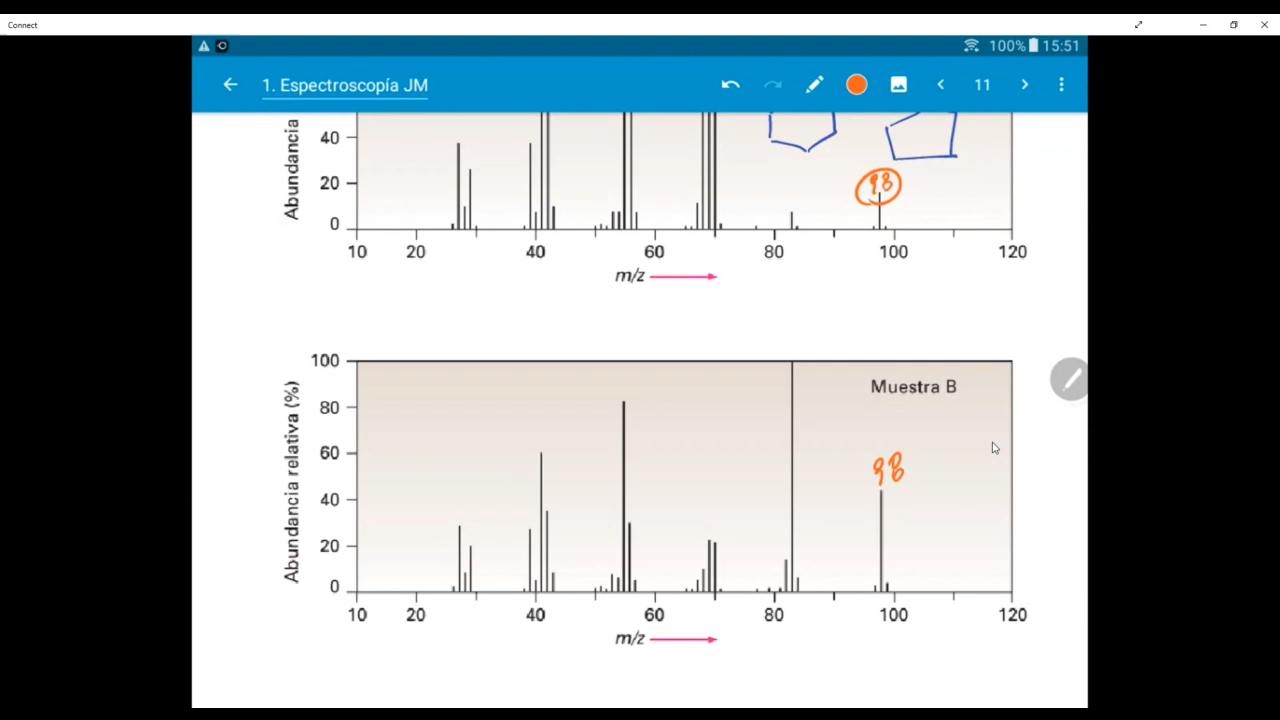 Connect
100% 15:51
1. Espectroscopía JM
11
Abundancia
40
20
0
98
10 20 40 60 80 100 120
m/z
Abundancia relativa (%)
100
80
60
40
20
0
Muestra B
98
10 20 40 60 80 100 120
m/z